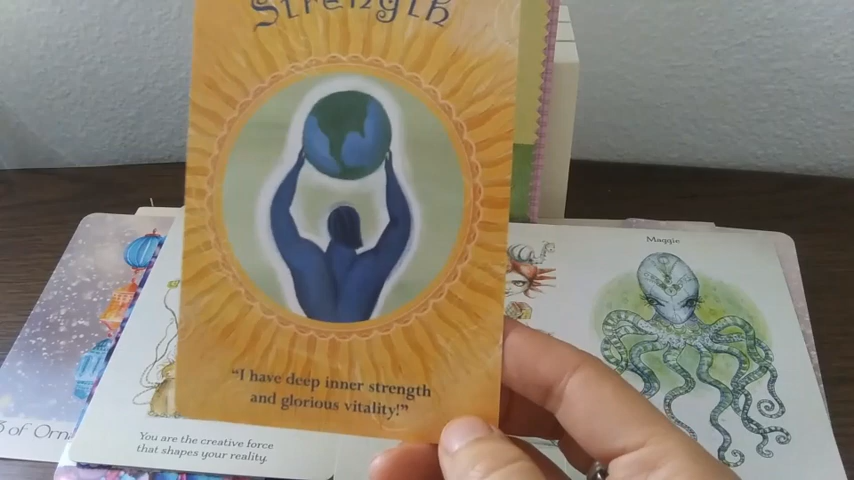 Strength
Maggie
"I have deep inner strength
and glorious vitality!"
of Orn
You are the creative force
that shapes your reality.